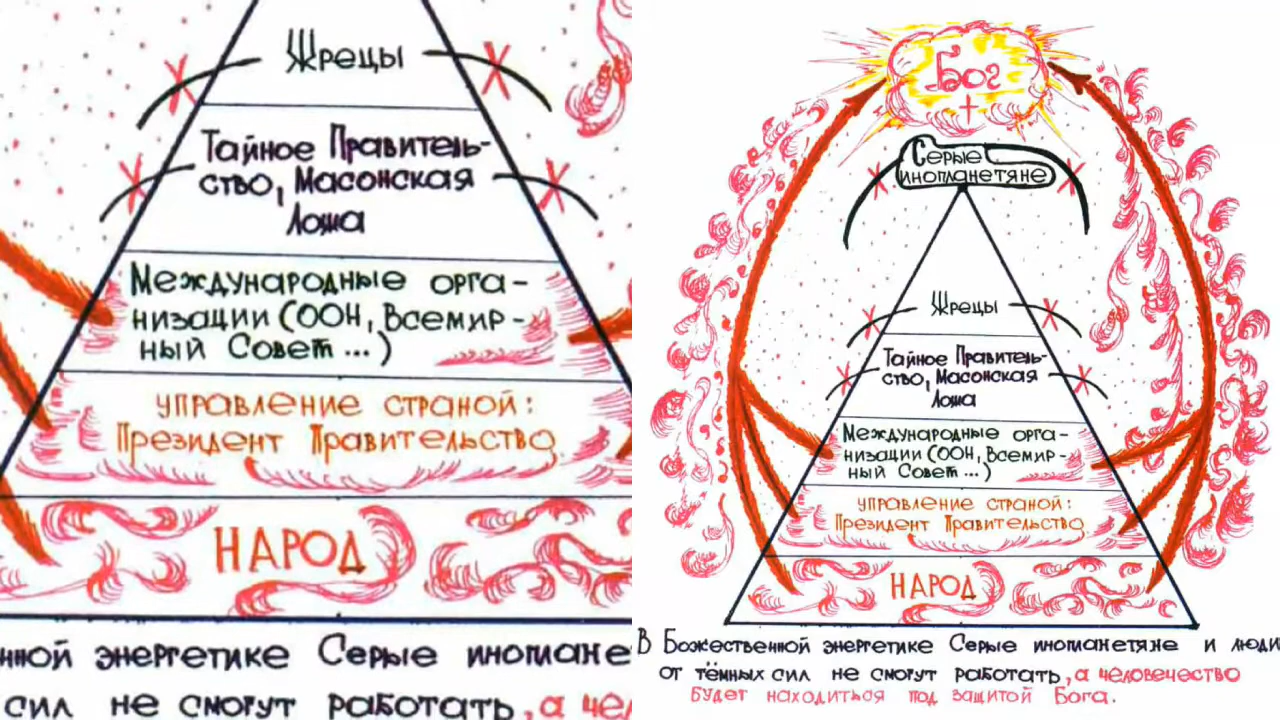 Жрецы
Тайное Правитель-
ство, Масонская
Ложа
Международные орга-
низации (ООН, Всемир-
ный Совет ...)
управление страной:
Президент Правительство
НАРОД
нной энергетике Серые инопланe
сил не смогут работать, а чел
Бог
Серые
инопланетяне
Жрецы
Тайное Правитель-
ство, Масонская
Ложа
Международные орга-
низации (ООН, Всемир-
ный Совет ...)
управление страной:
Президент Правительство
НАРОД
В Божественной энергетике Серые инопланетяне и люди
от тёмных сил не смогут работать, а человечество
будет находиться под защитой Бога.